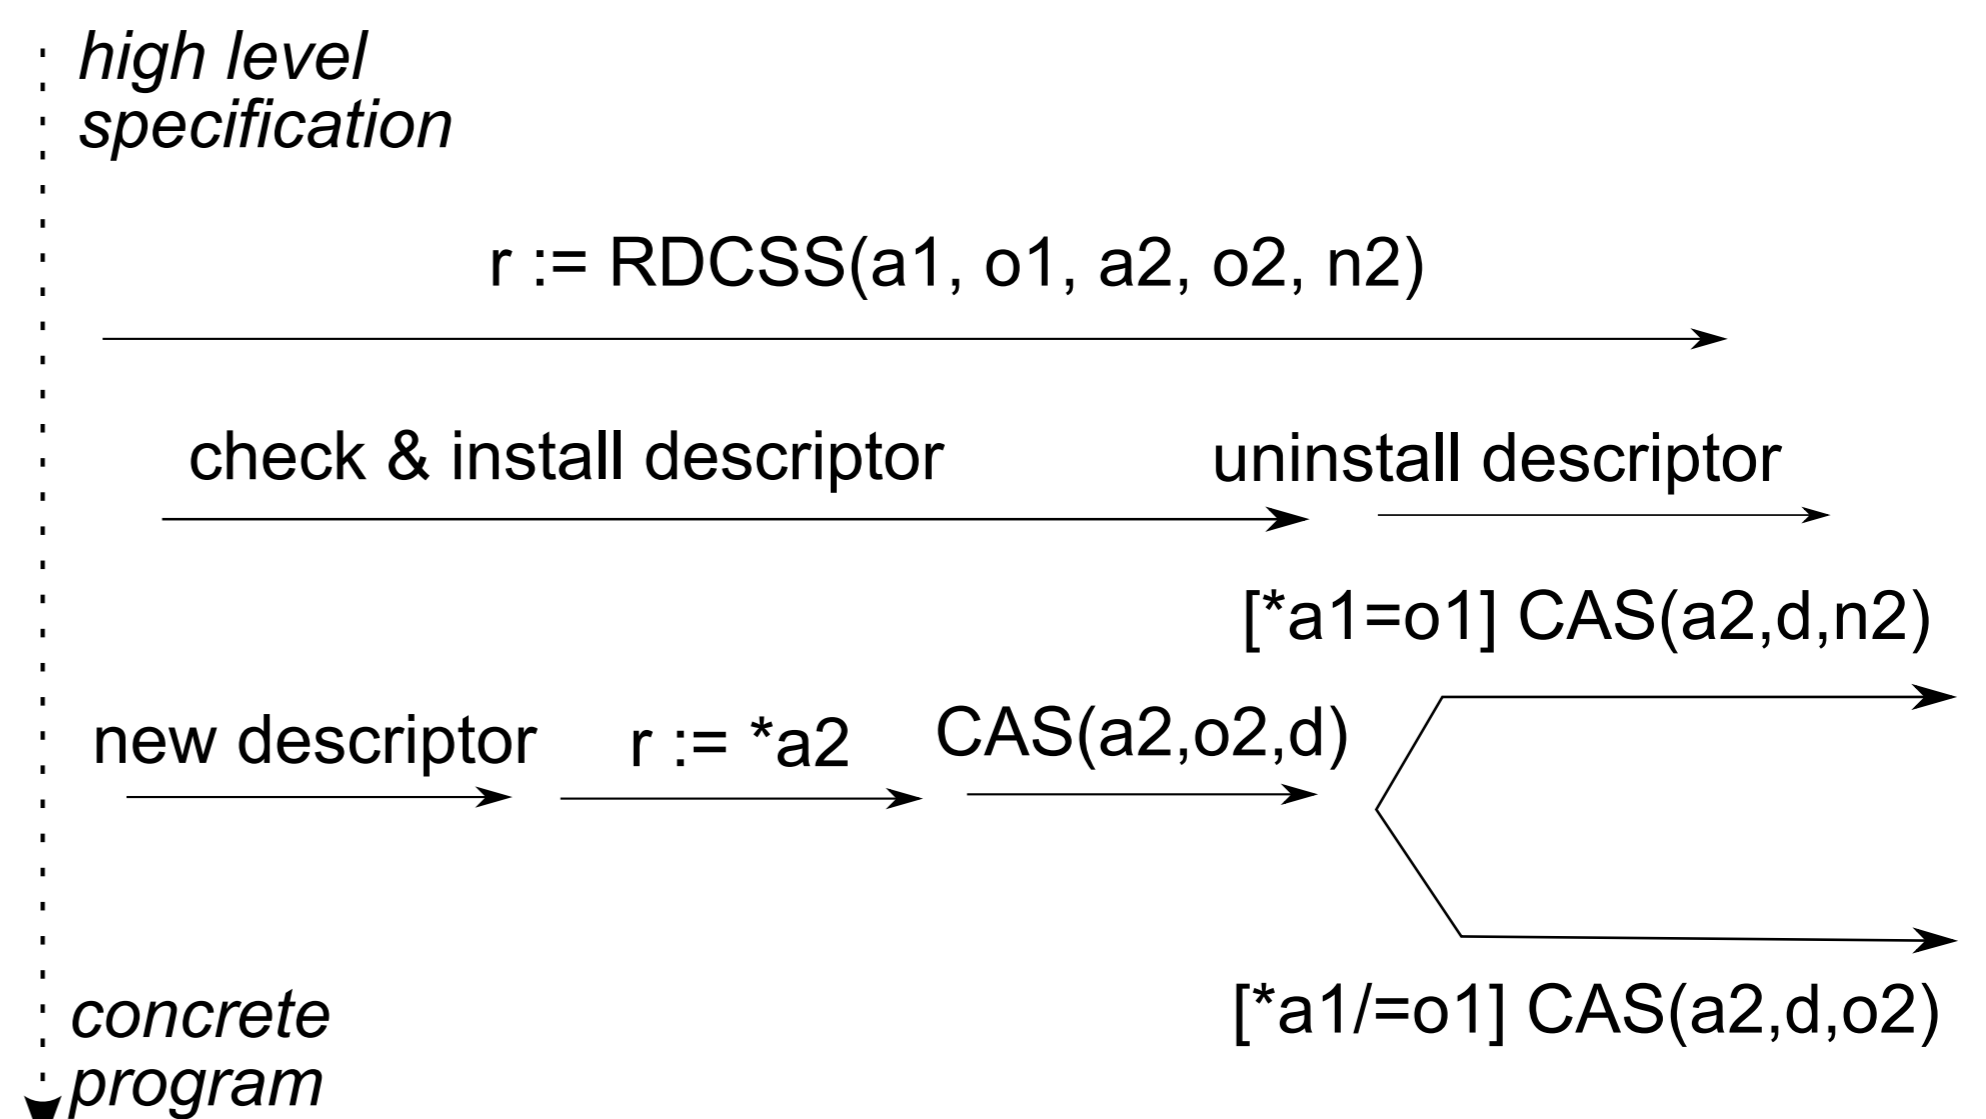 high level
specification
r := RDCSS(a1, o1, a2, o2, n2)
check & install descriptor
uninstall descriptor
[*a1=o1] CAS(a2,d,n2)
new descriptor
r := *a2
CAS(a2,o2,d)
[*a1/=o1] CAS(a2,d,o2)
concrete
program